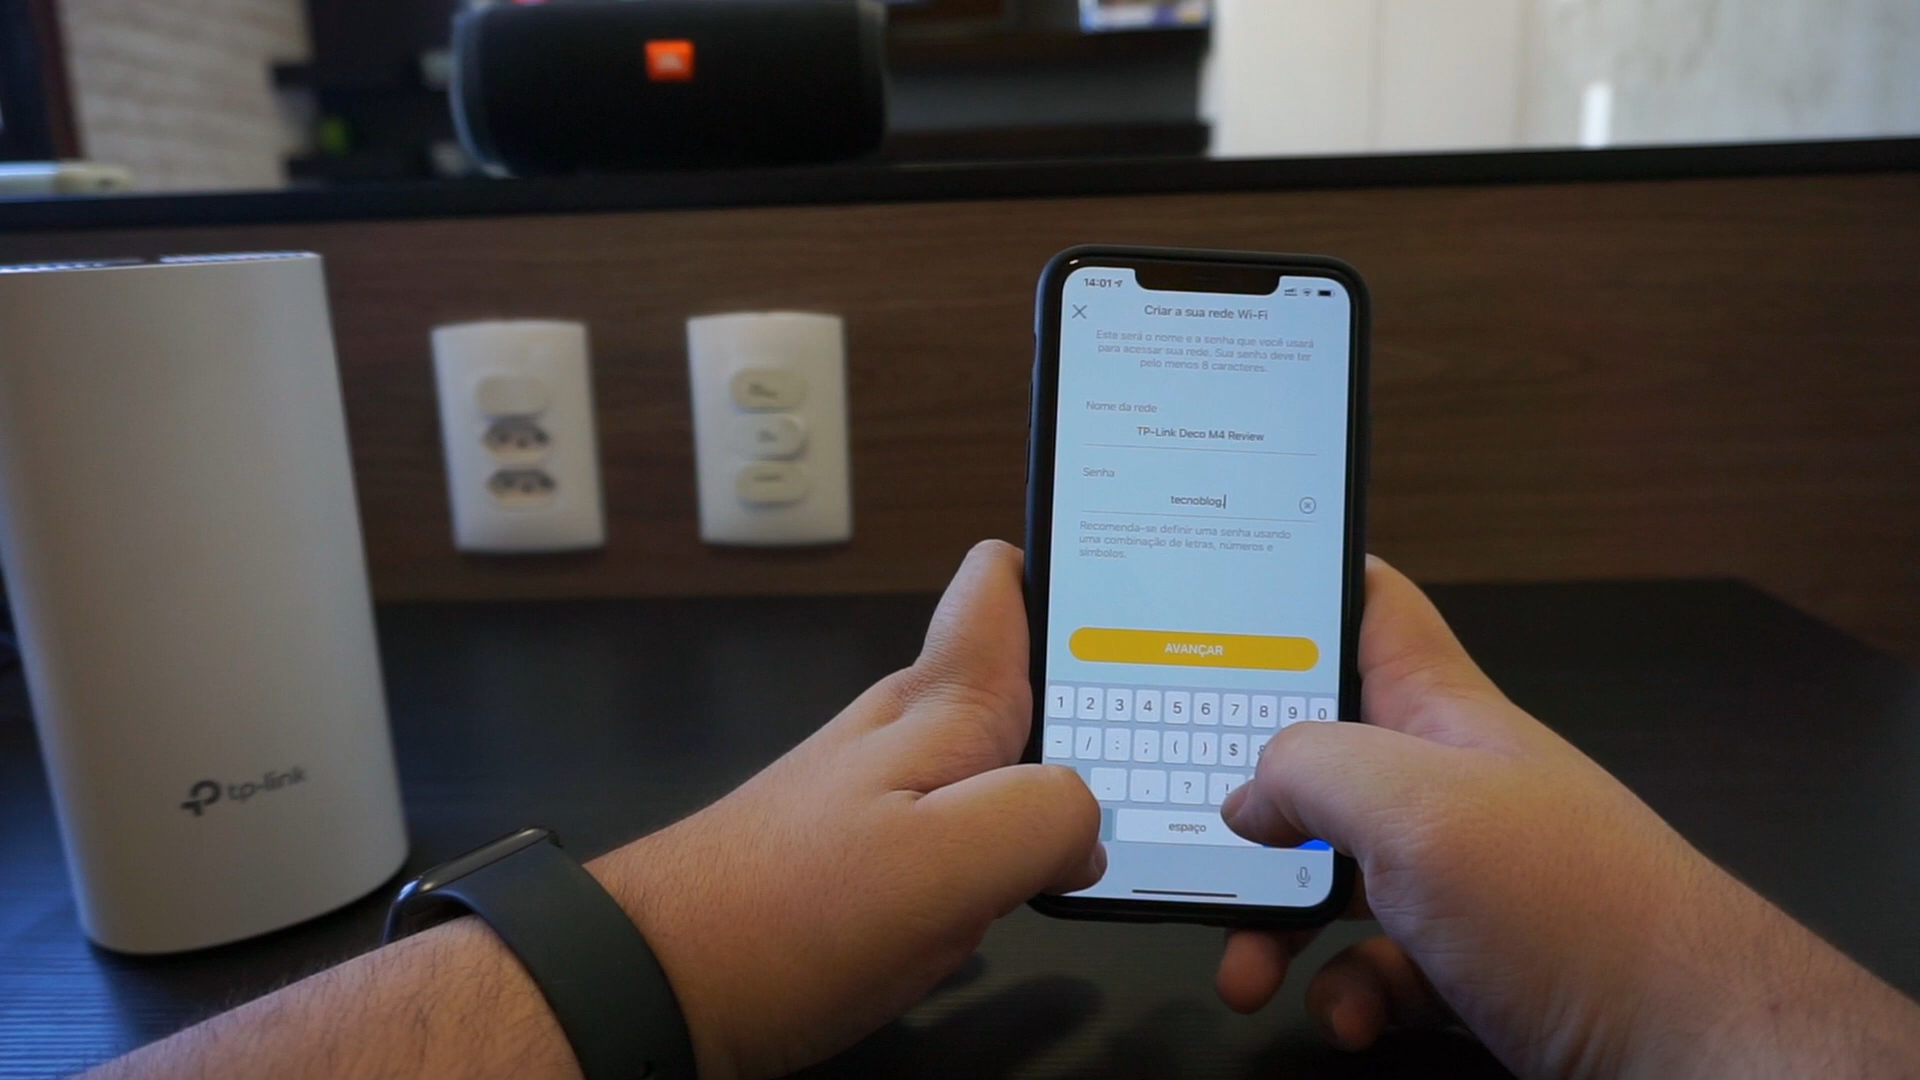 14:01
Criar a sua rede Wi-Fi
Este será o nome e a senha que você usará
para acessar sua rede. Sua senha deve ter
pelo menos 8 caracteres.
Nome da rede
TP-Link Deco M4 Review
Senha
tecnoblog.
Recomenda-se definir uma senha usando
uma combinação de letras, números e
símbolos.
AVANÇAR
1 2 3 4 5 6 7 8 9 0
- / : ; ( ) $
. , ? !
espaço
tp-link
JBL